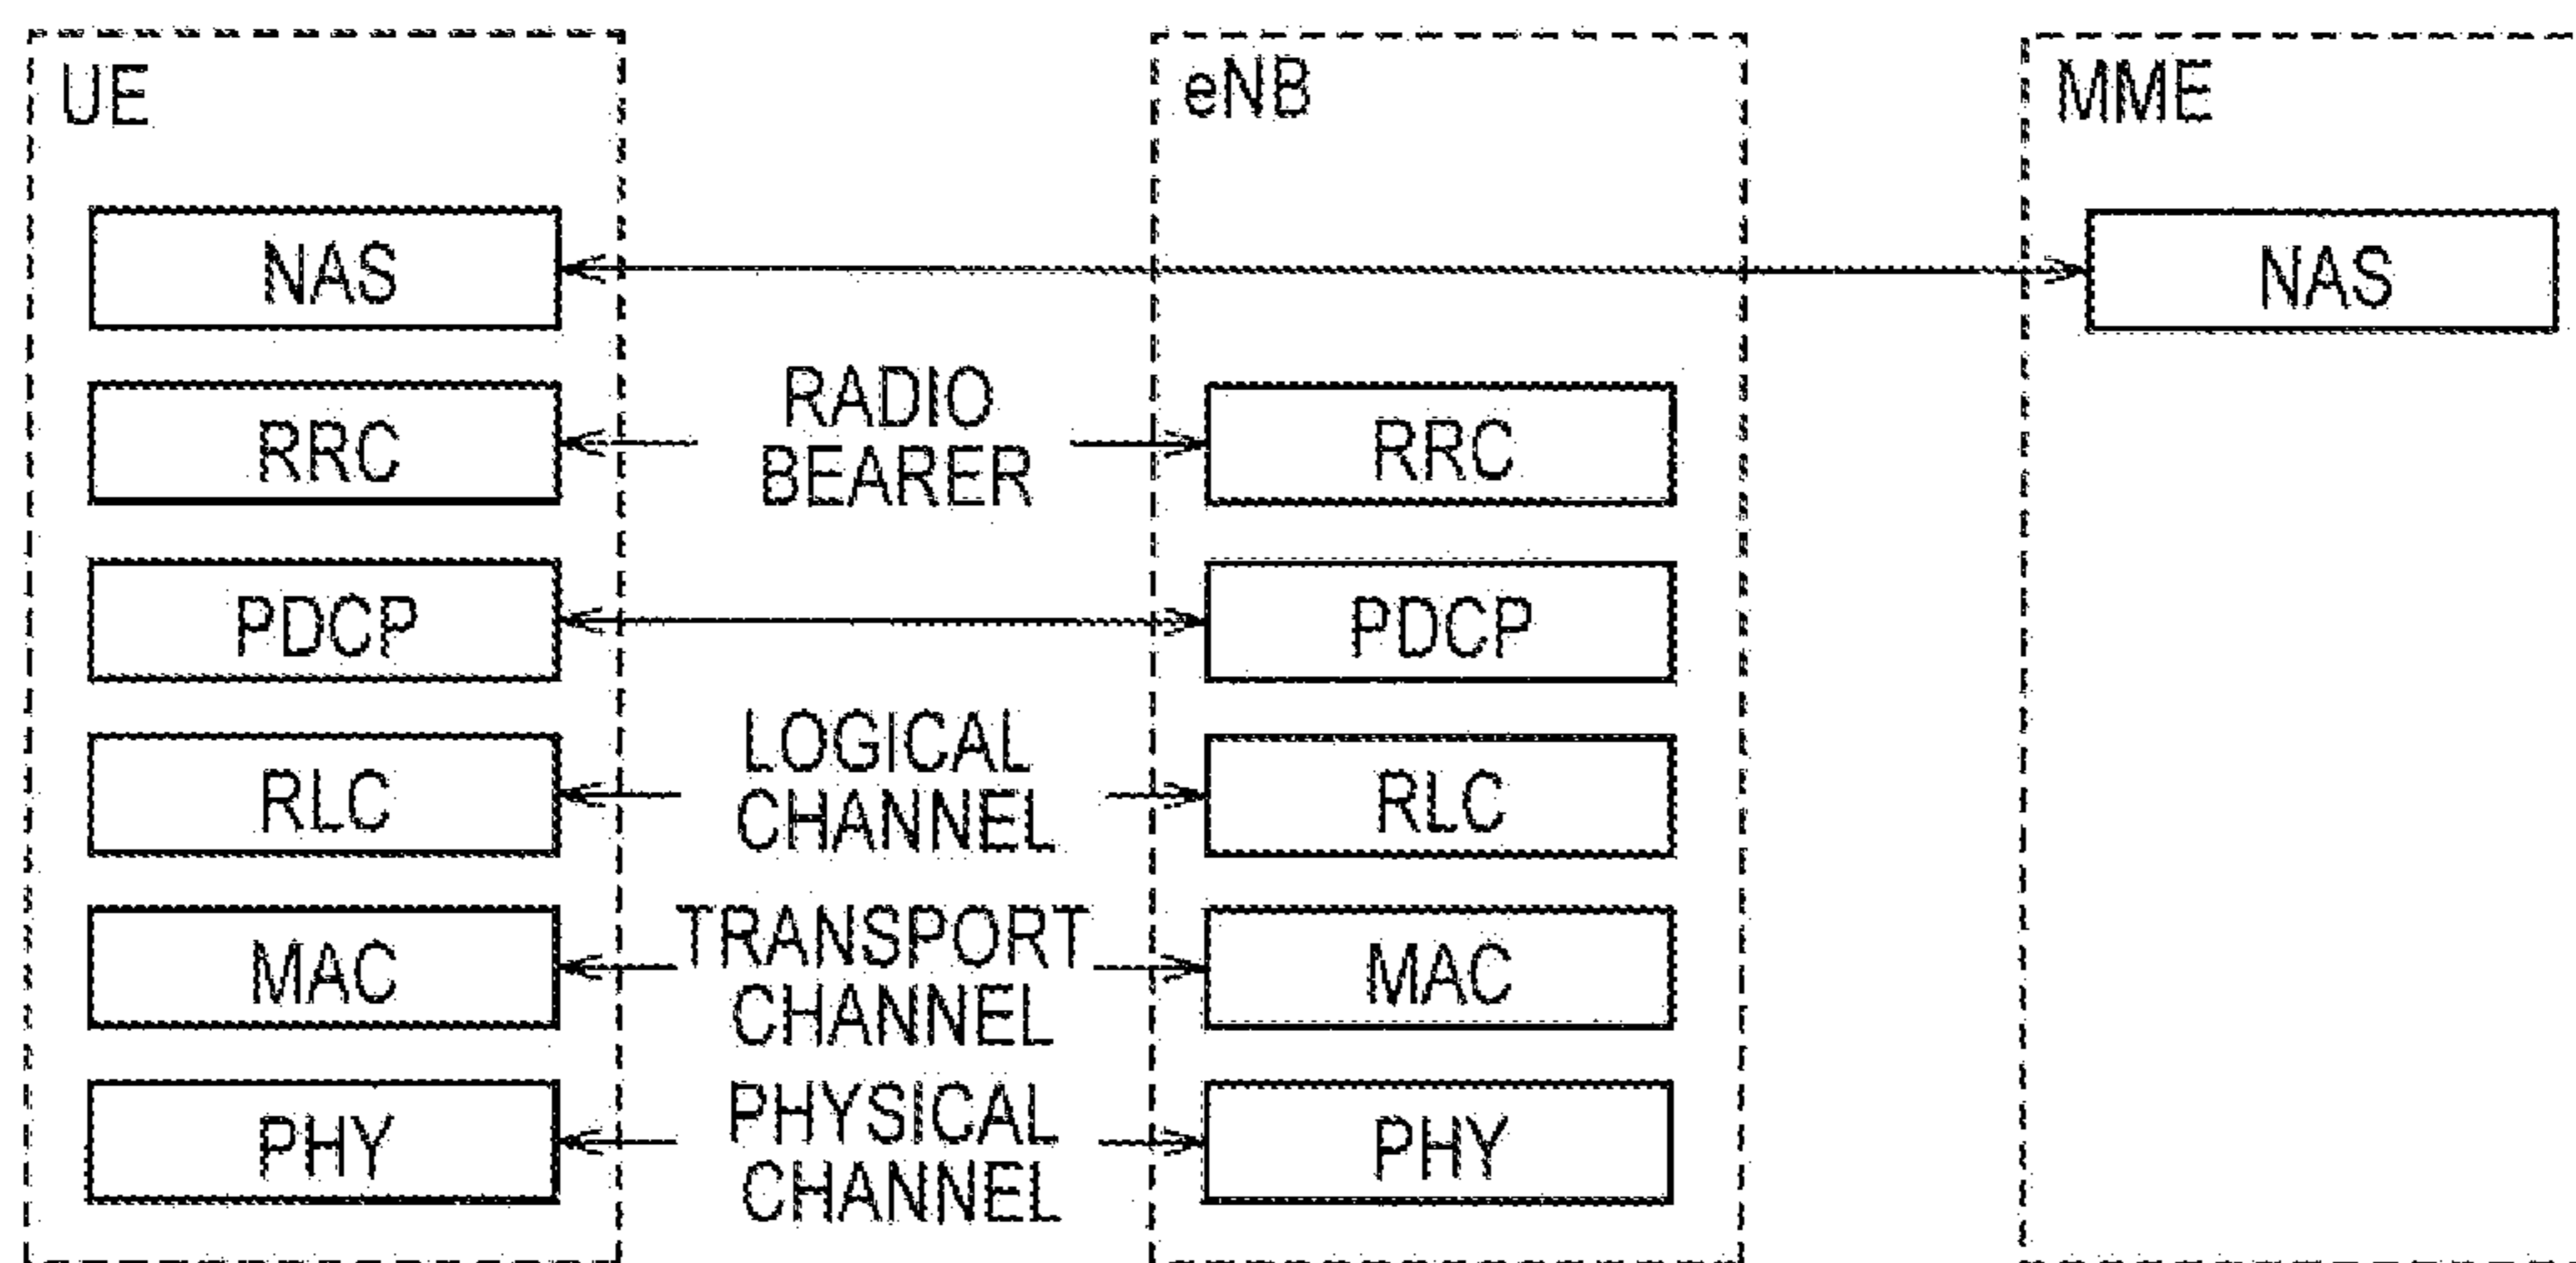 UE
eNB
MME
NAS
NAS
RADIO
BEARER
RRC
RRC
PDCP
PDCP
LOGICAL
CHANNEL
RLC
RLC
TRANSPORT
CHANNEL
MAC
MAC
PHYSICAL
CHANNEL
PHY
PHY